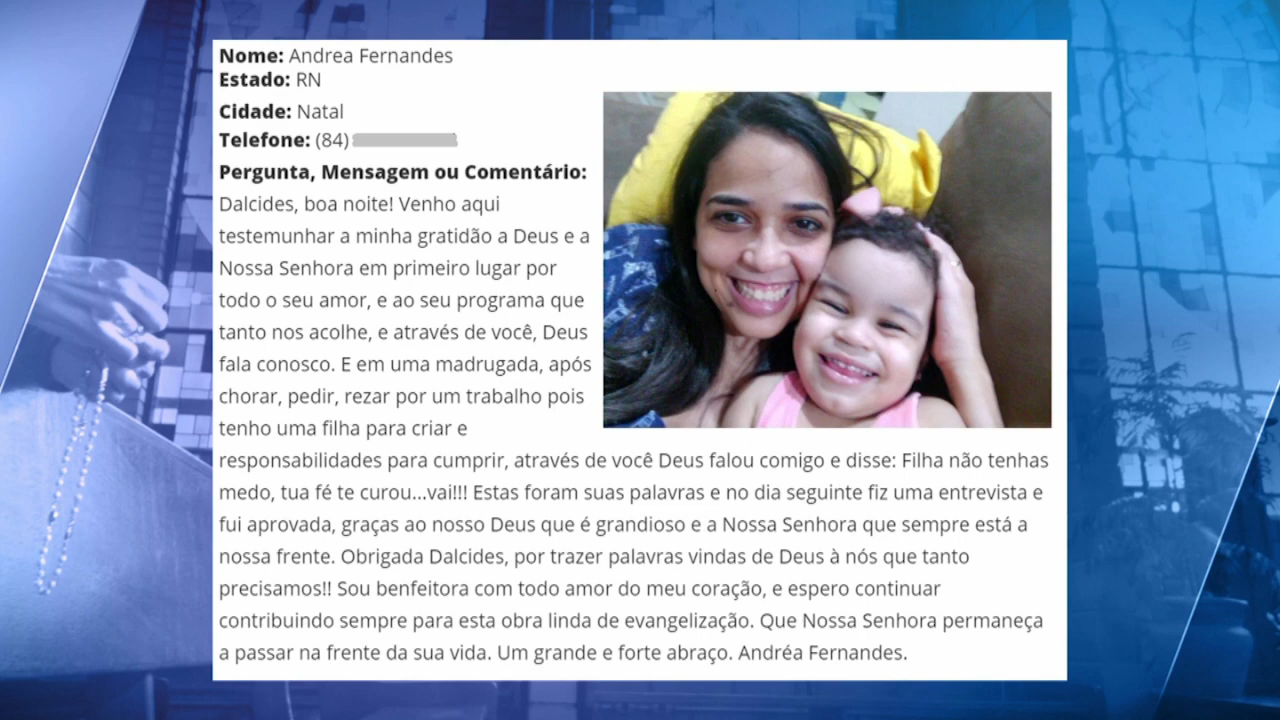 Nome: Andrea Fernandes
Estado: RN
Cidade: Natal
Telefone: (84)
Pergunta, Mensagem ou Comentário:
Dalcides, boa noite! Venho aqui
testemunhar a minha gratidão a Deus e a
Nossa Senhora em primeiro lugar por
todo o seu amor, e ao seu programa que
tanto nos acolhe, e através de você, Deus
fala conosco. E em uma madrugada, após
chorar, pedir, rezar por um trabalho pois
tenho uma filha para criar e
responsabilidades para cumprir, através de você Deus falou comigo e disse: Filha não tenhas
medo, tua fé te curou...vai!!! Estas foram suas palavras e no dia seguinte fiz uma entrevista e
fui aprovada, graças ao nosso Deus que é grandioso e a Nossa Senhora que sempre está a
nossa frente. Obrigada Dalcides, por trazer palavras vindas de Deus à nós que tanto
precisamos!! Sou benfeitora com todo amor do meu coração, e espero continuar
contribuindo sempre para esta obra linda de evangelização. Que Nossa Senhora permaneça
a passar na frente da sua vida. Um grande e forte abraço. Andréa Fernandes.